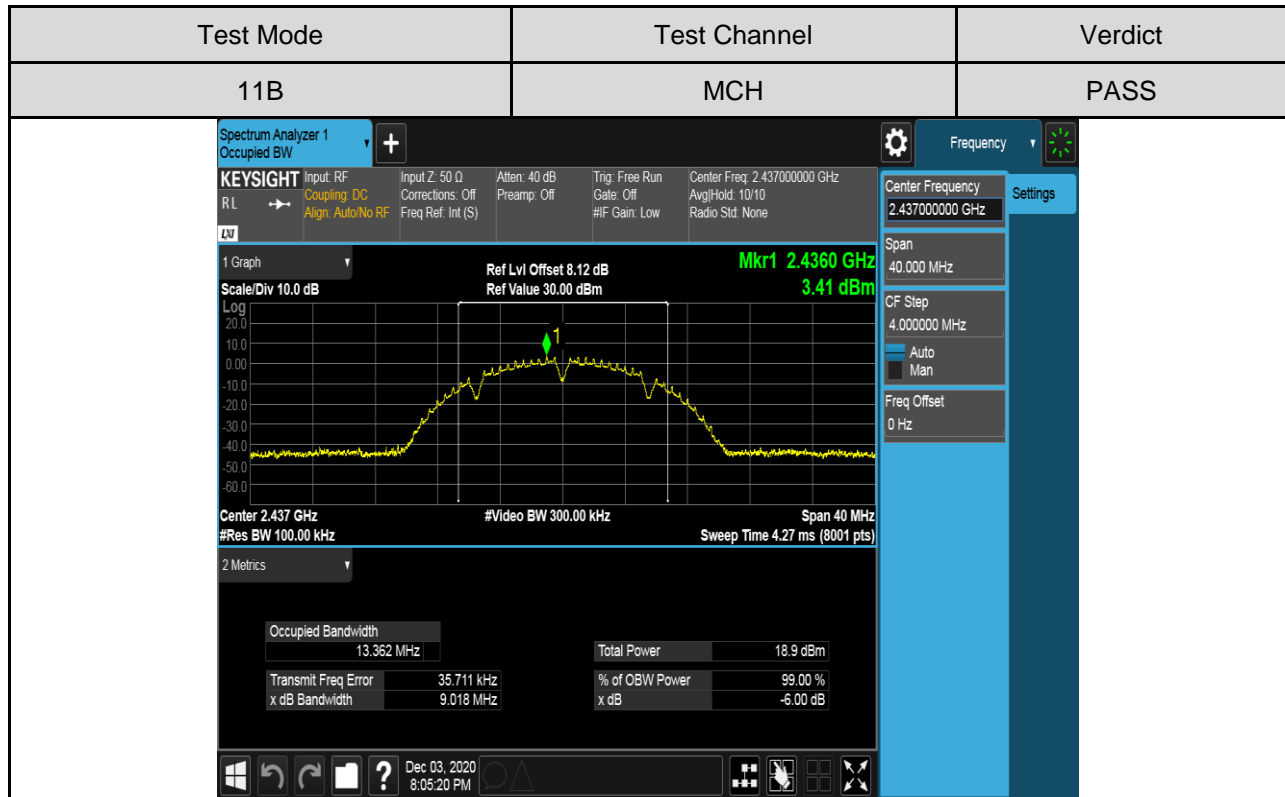 Test Mode Test Channel Verdict
11B MCH PASS
Spectrum Analyzer 1
Occupied BW
+
Frequency
KEYSIGHT Input: RF Input Z: 50 Ω Atten: 40 dB Trig: Free Run Center Freq: 2.437000000 GHz
RL Coupling: DC Corrections: Off Preamp: Off Gate: Off Avg|Hold: 10/10
Align: Auto/No RF Freq Ref: Int (S) #IF Gain: Low Radio Std: None
LXI
Center Frequency
2.437000000 GHz
Settings
Span
40.000 MHz
CF Step
4.000000 MHz
Auto
Man
Freq Offset
0 Hz
1 Graph Ref Lvl Offset 8.12 dB Mkr1 2.4360 GHz
Scale/Div 10.0 dB Ref Value 30.00 dBm 3.41 dBm
Log
20.0
10.0
0.00
-10.0
-20.0
-30.0
-40.0
-50.0
-60.0
1
Center 2.437 GHz #Video BW 300.00 kHz Span 40 MHz
#Res BW 100.00 kHz Sweep Time 4.27 ms (8001 pts)
2 Metrics
Occupied Bandwidth
13.362 MHz Total Power 18.9 dBm
Transmit Freq Error 35.711 kHz % of OBW Power 99.00 %
x dB Bandwidth 9.018 MHz x dB -6.00 dB
? Dec 03, 2020
8:05:20 PM